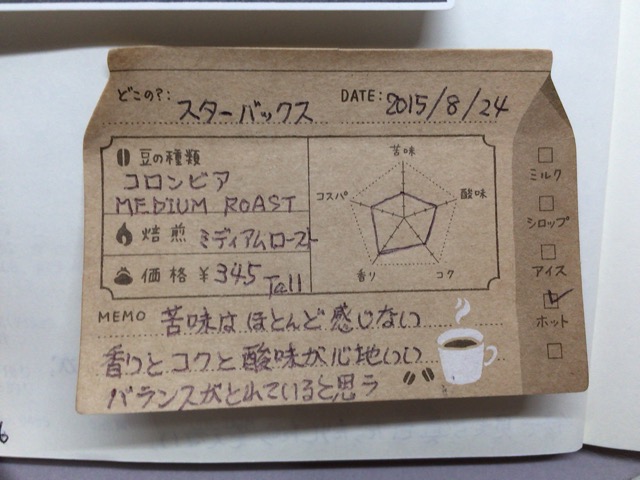 どこの?: スターバックス DATE: 2015/8/24
豆の種類
コロンビア
MEDIUM ROAST
焙煎 ミディアムロースト
価格 ¥345 Tall
苦味
酸味
コク
香り
コスパ
ミルク
シロップ
アイス
ホット
MEMO 苦味はほとんど感じない
香りとコクと酸味が心地いい
バランスがとれていると思う
6